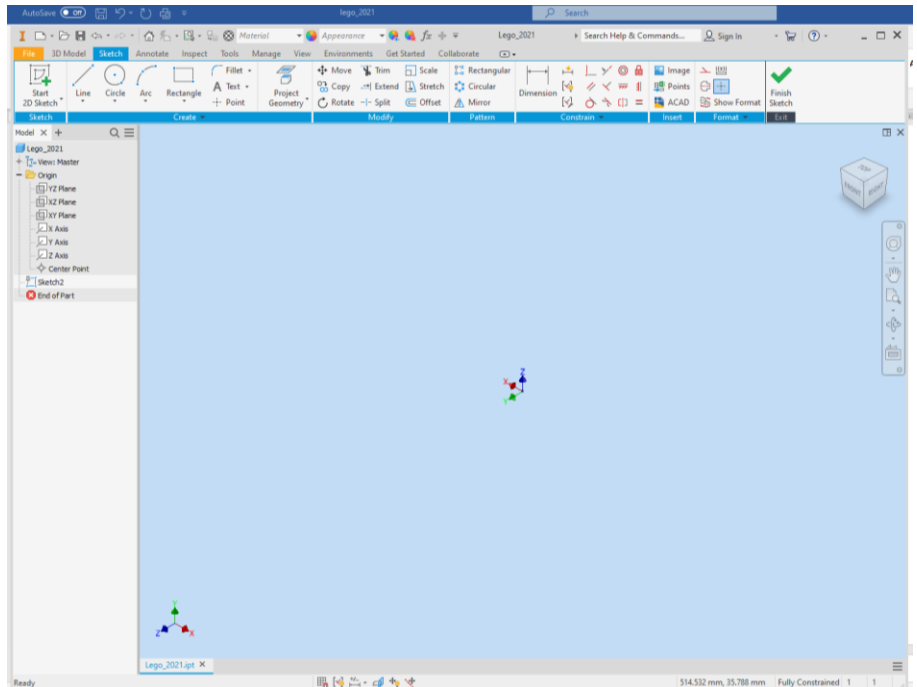 AutoSave Off lego_2021 Search
Material Appearance fx Lego_2021 Search Help & Commands... Sign In
File 3D Model Sketch Annotate Inspect Tools Manage View Environments Get Started Collaborate
Start 2D Sketch Line Circle Arc Rectangle Fillet Text Point Project Geometry
Move Trim Scale
Copy Extend Stretch
Rotate Split Offset
Rectangular
Circular
Mirror
Dimension
Image
Points
ACAD
Show Format
Finish Sketch
Sketch Create Modify Pattern Constrain Insert Format Exit
Model
Lego_2021
View: Master
Origin
YZ Plane
XZ Plane
XY Plane
X Axis
Y Axis
Z Axis
Center Point
Sketch2
End of Part
TOP
FRONT RIGHT
Z
X
Y
Y
Z X
Lego_2021.ipt
Ready 514.532 mm, 35.788 mm Fully Constrained 1 1